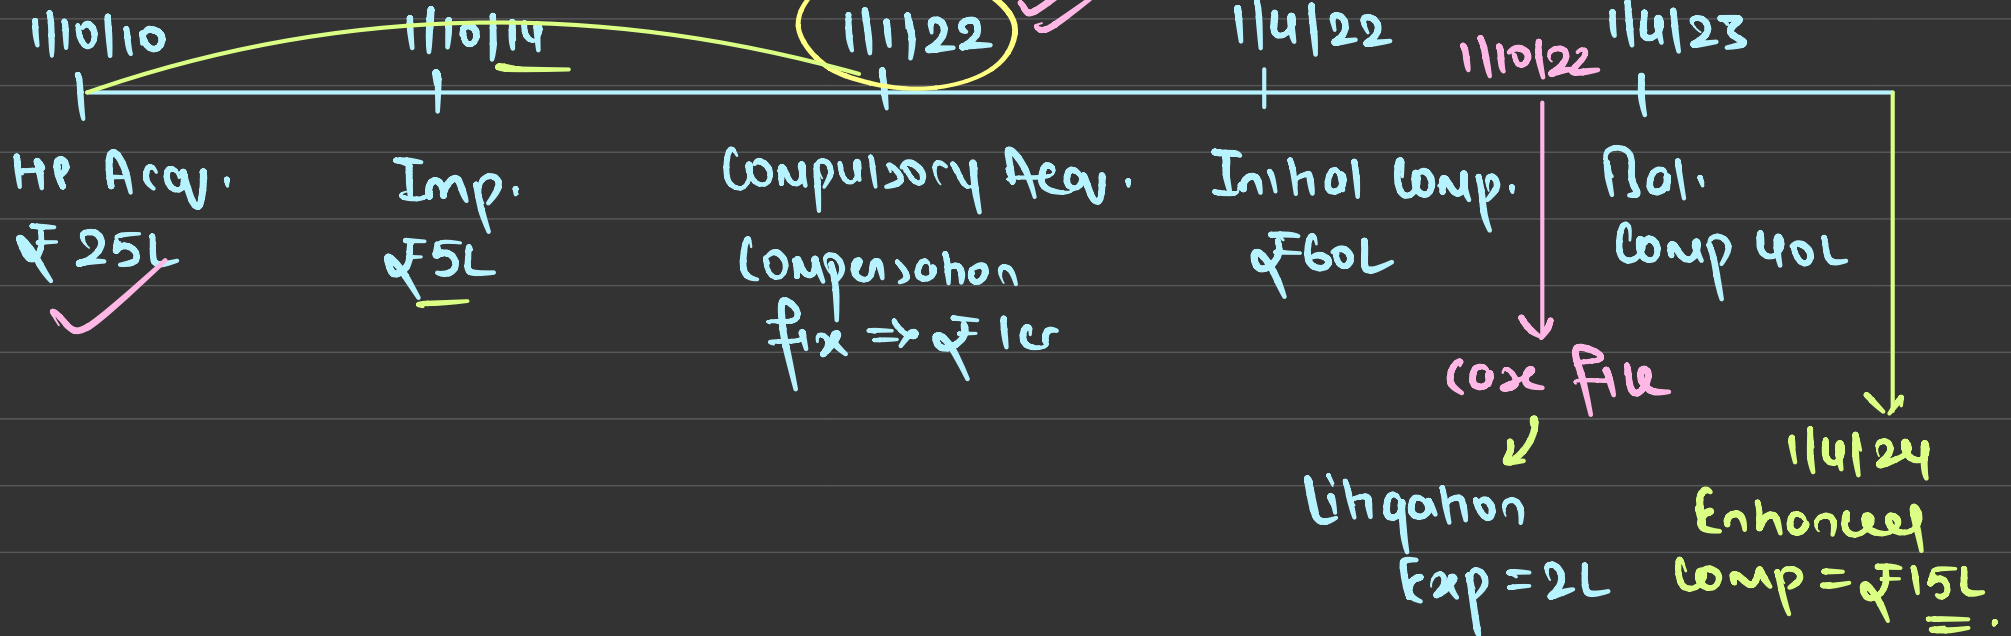 1/10/10
1/10/14
1/1/22
1/4/22
1/10/22
1/4/23
HP Acq.
₹ 25L
Imp.
₹5L
Compulsory Acq.
Compensation
fix => ₹ 1cr
Initial Comp.
₹60L
Bal.
Comp 40L
Case file
Litigation
Exp = 2L
1/4/24
Enhanced
Comp = ₹15L.